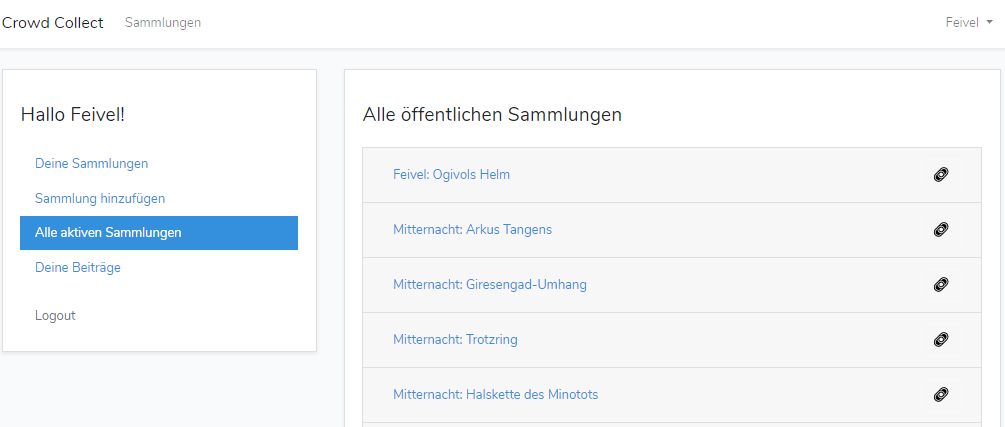 Crowd Collect Sammlungen Feivel
Hallo Feivel!
Deine Sammlungen
Sammlung hinzufügen
Alle aktiven Sammlungen
Deine Beiträge
Logout
Alle öffentlichen Sammlungen
Feivel: Ogivols Helm
Mitternacht: Arkus Tangens
Mitternacht: Giresengad-Umhang
Mitternacht: Trotzring
Mitternacht: Halskette des Minotots